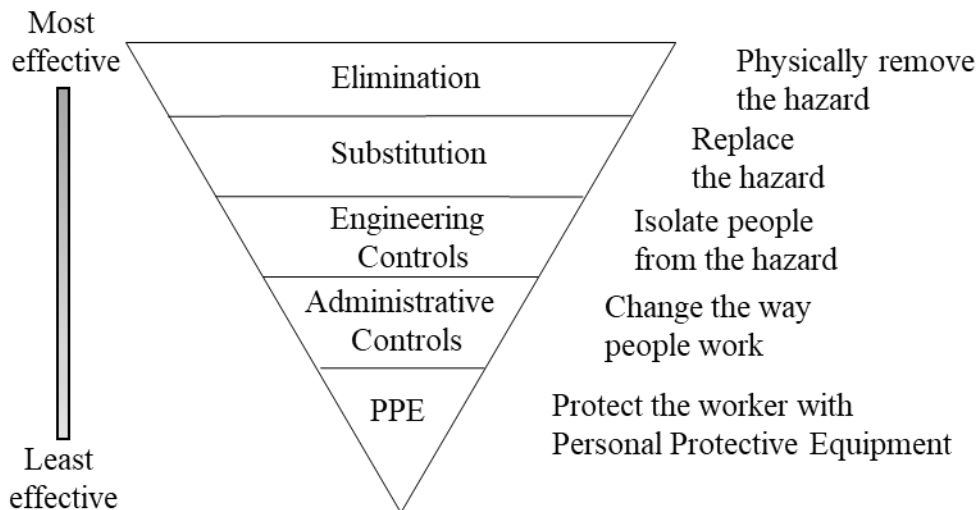 Most
effective
Elimination
Physically remove
the hazard
Substitution
Replace
the hazard
Engineering
Controls
Isolate people
from the hazard
Administrative
Controls
Change the way
people work
PPE
Protect the worker with
Personal Protective Equipment
Least
effective